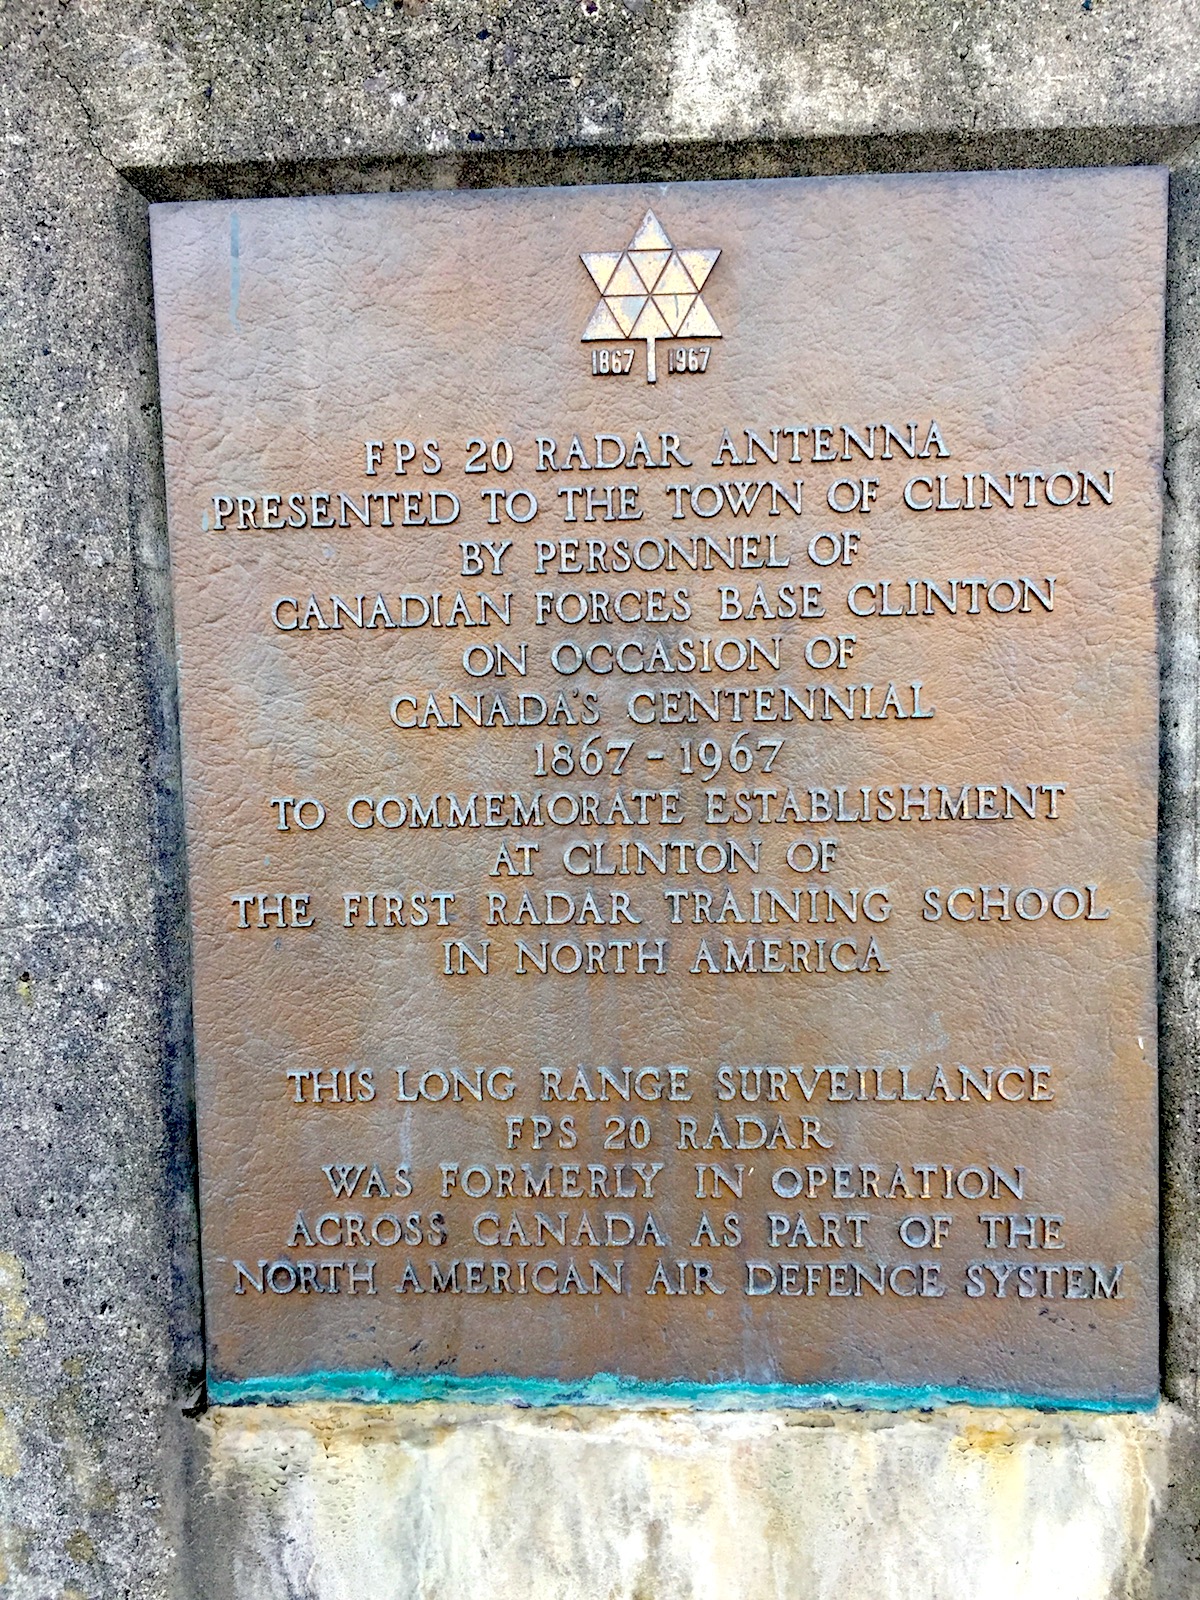 1867 1967
FPS 20 RADAR ANTENNA
PRESENTED TO THE TOWN OF CLINTON
BY PERSONNEL OF
CANADIAN FORCES BASE CLINTON
ON OCCASION OF
CANADA'S CENTENNIAL
1867 - 1967
TO COMMEMORATE ESTABLISHMENT
AT CLINTON OF
THE FIRST RADAR TRAINING SCHOOL
IN NORTH AMERICA
THIS LONG RANGE SURVEILLANCE
FPS 20 RADAR
WAS FORMERLY IN OPERATION
ACROSS CANADA AS PART OF THE
NORTH AMERICAN AIR DEFENCE SYSTEM